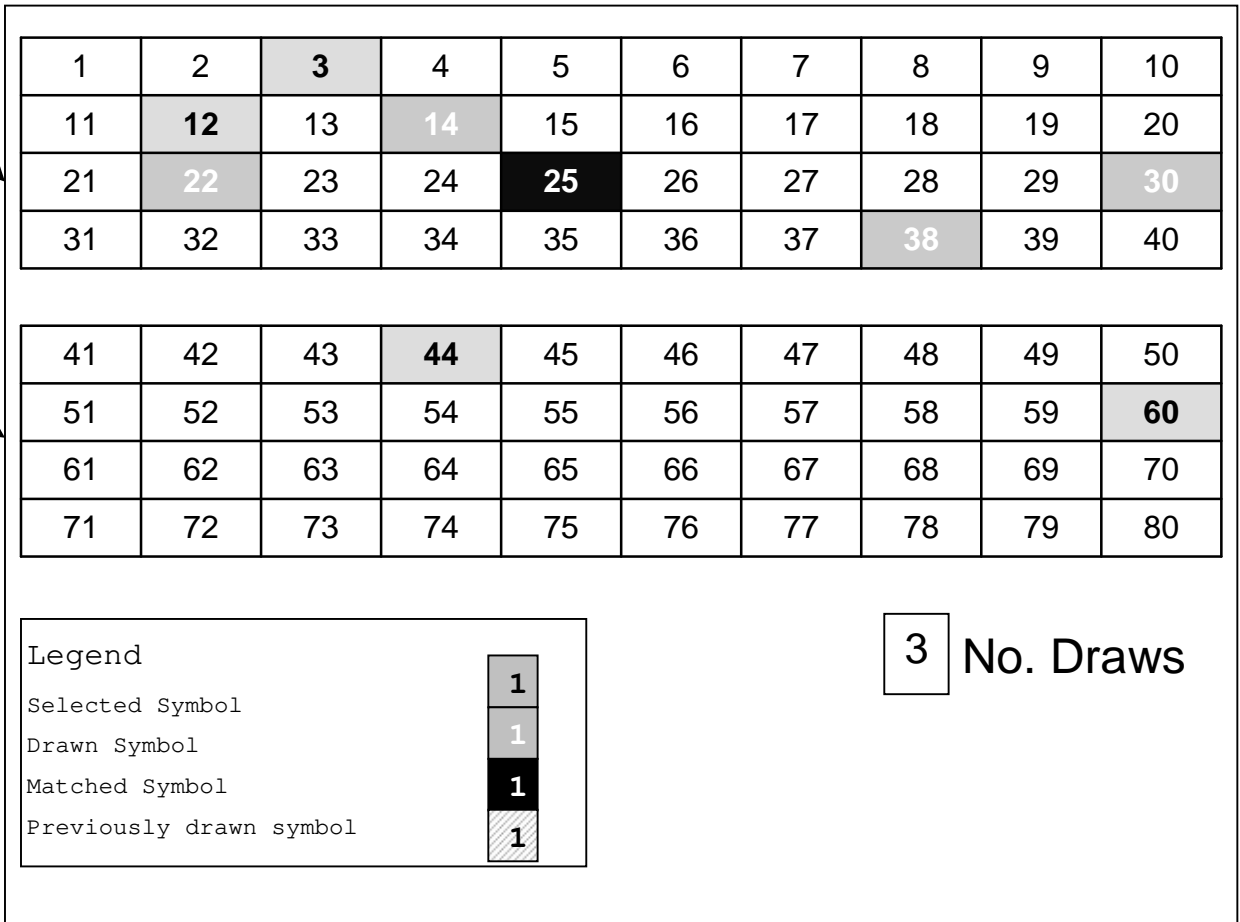 1 2 3 4 5 6 7 8 9 10
11 12 13 14 15 16 17 18 19 20
21 22 23 24 25 26 27 28 29 30
31 32 33 34 35 36 37 38 39 40
41 42 43 44 45 46 47 48 49 50
51 52 53 54 55 56 57 58 59 60
61 62 63 64 65 66 67 68 69 70
71 72 73 74 75 76 77 78 79 80
3 No. Draws
Legend
Selected Symbol 1
Drawn Symbol 1
Matched Symbol 1
Previously drawn symbol 1